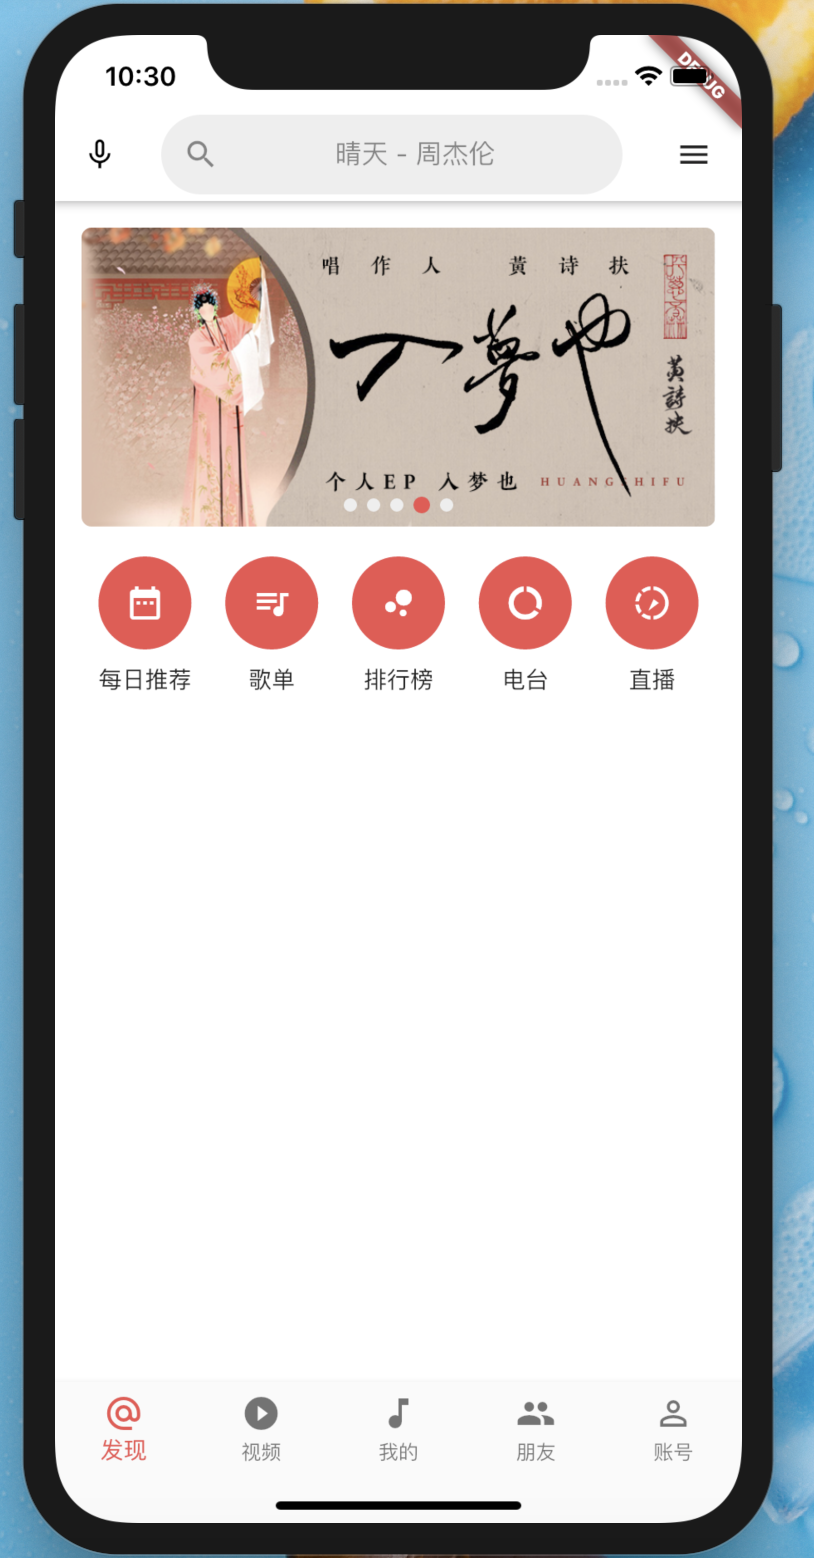 10:30
DEBUG
晴天 - 周杰伦
唱作人 黄诗扶
入夢也
黄詩扶
个人EP 入梦也 HUANGSHIFU
每日推荐 歌单 排行榜 电台 直播
发现 视频 我的 朋友 账号